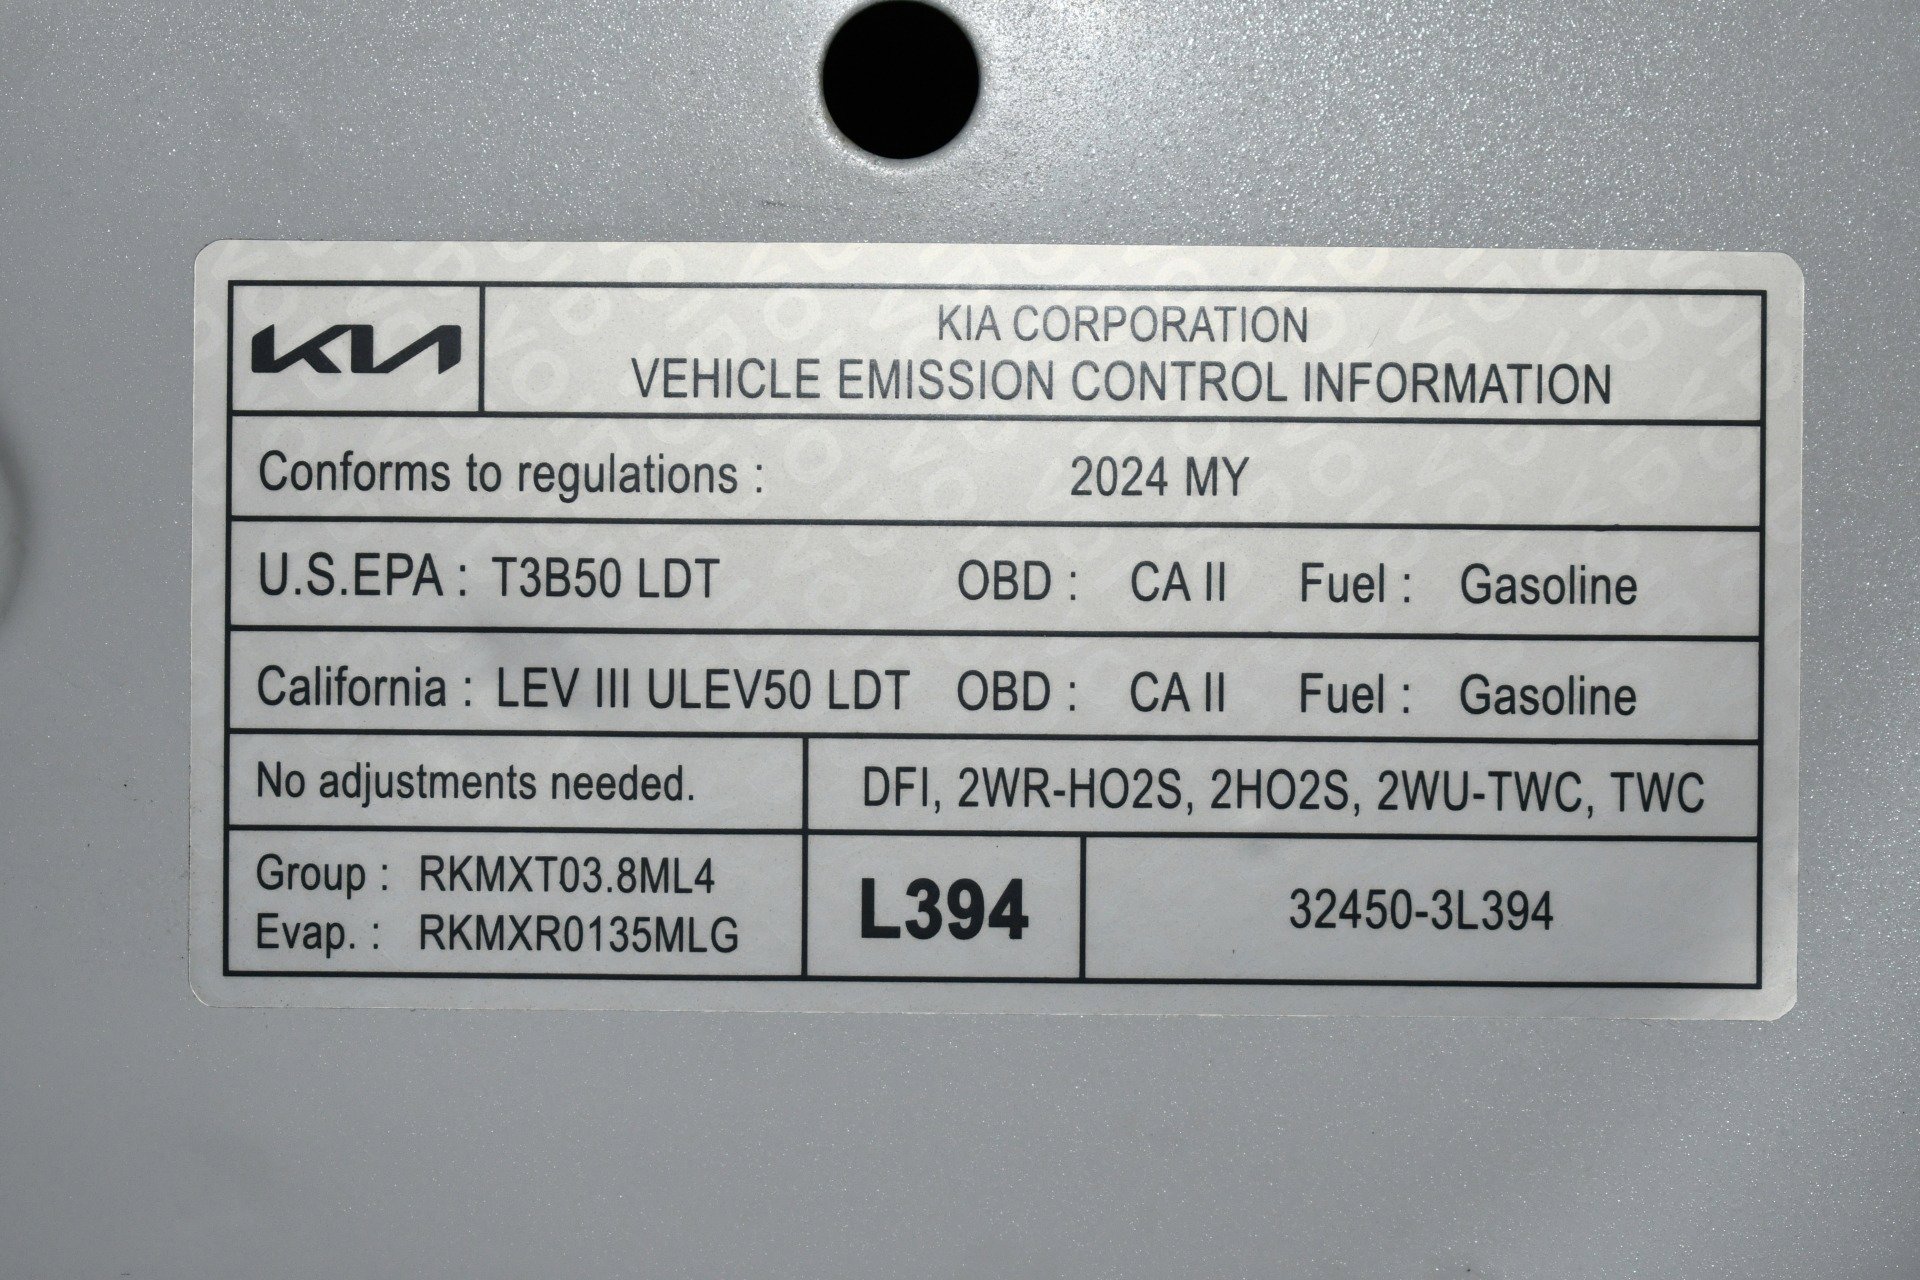 KIA
KIA CORPORATION
VEHICLE EMISSION CONTROL INFORMATION
Conforms to regulations : 2024 MY
U.S.EPA : T3B50 LDT OBD : CA II Fuel : Gasoline
California : LEV III ULEV50 LDT OBD : CA II Fuel : Gasoline
No adjustments needed. DFI, 2WR-HO2S, 2HO2S, 2WU-TWC, TWC
Group : RKMXT03.8ML4
Evap. : RKMXR0135MLG
L394
32450-3L394